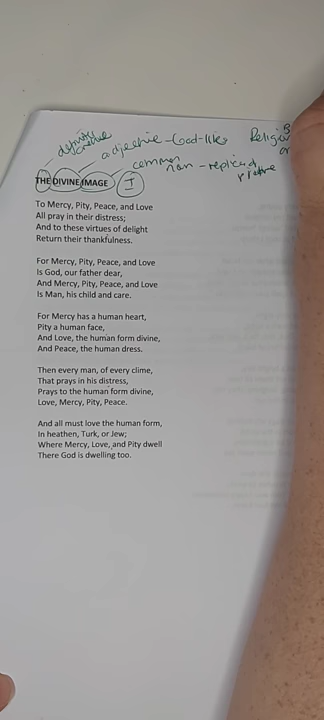 definite
article
adjective - God-like
Religi
B
or
common
noun - replica
picture
THE DIVINE IMAGE I
To Mercy, Pity, Peace, and Love
All pray in their distress;
And to these virtues of delight
Return their thankfulness.
For Mercy, Pity, Peace, and Love
Is God, our father dear,
And Mercy, Pity, Peace, and Love
Is Man, his child and care.
For Mercy has a human heart,
Pity a human face,
And Love, the human form divine,
And Peace, the human dress.
Then every man, of every clime,
That prays in his distress,
Prays to the human form divine,
Love, Mercy, Pity, Peace.
And all must love the human form,
In heathen, Turk, or Jew;
Where Mercy, Love, and Pity dwell
There God is dwelling too.